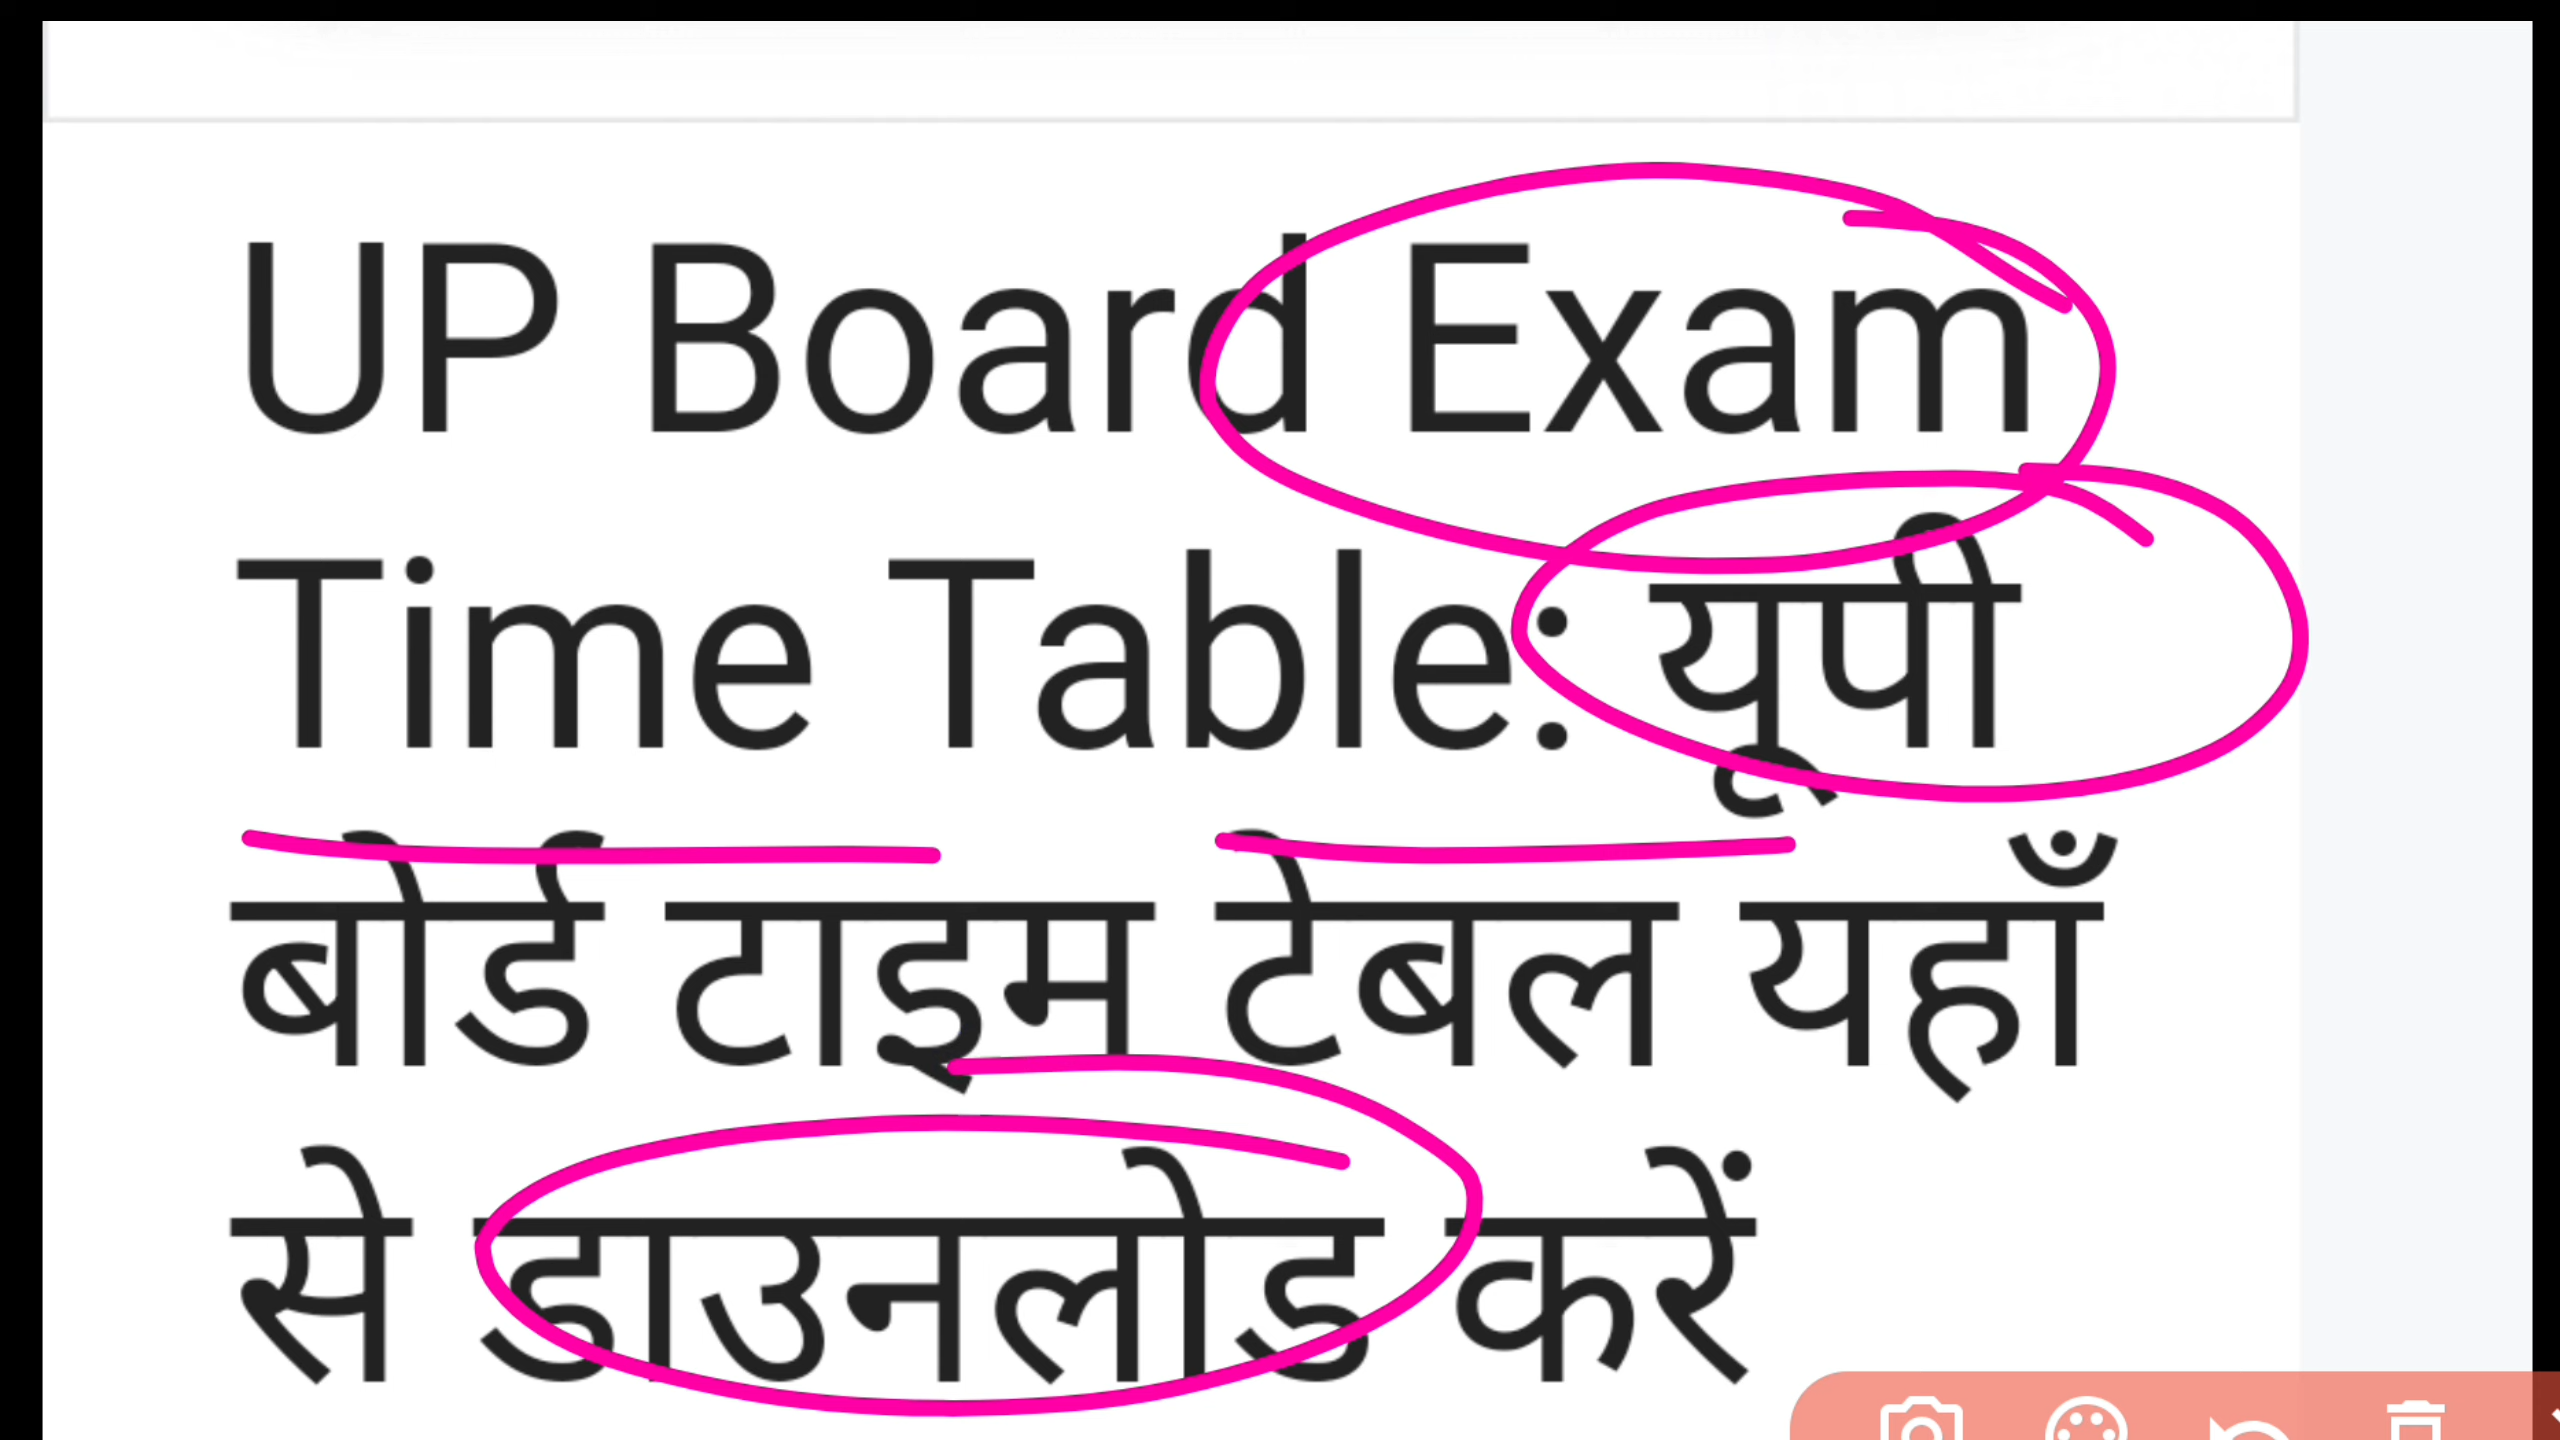 UP Board Exam
Time Table: यूपी
बोर्ड टाइम टेबल यहाँ
से डाउनलोड करें